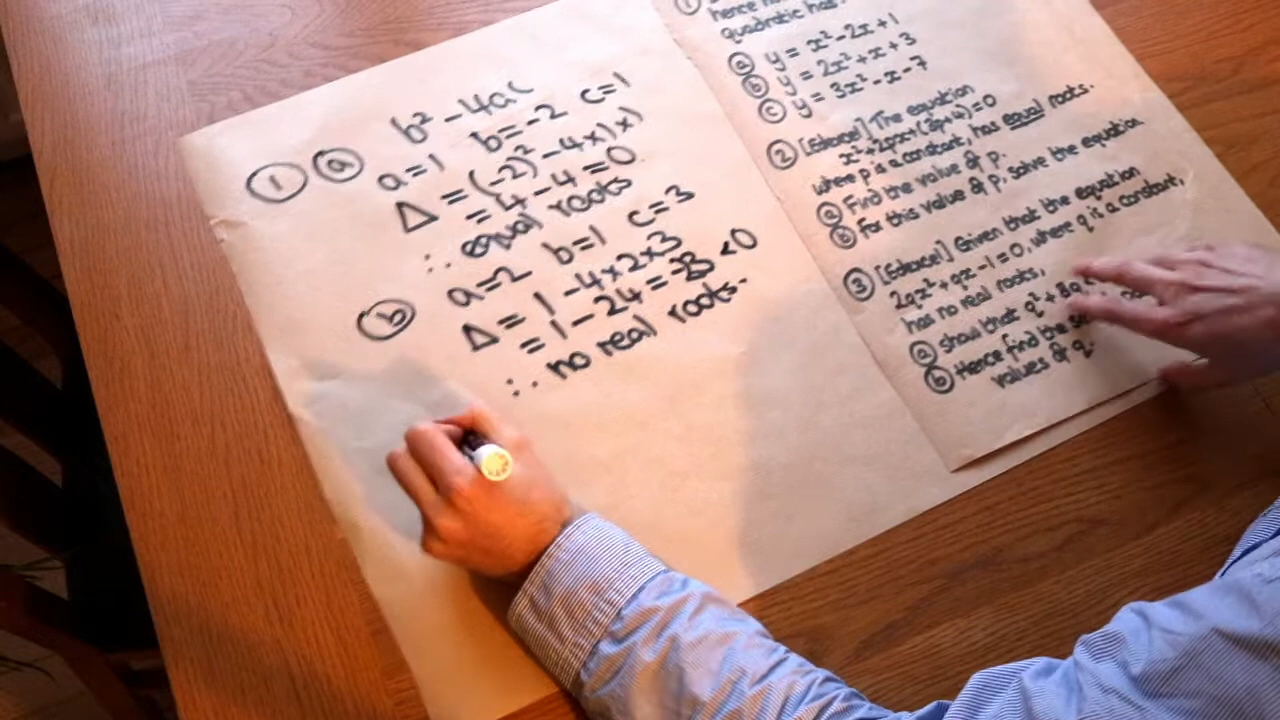 b² - 4ac
① ⓐ a=1 b=-2 c=1
Δ = (-2)² - 4×1×1
= 4 - 4 = 0
∴ equal roots
ⓑ a=2 b=1 c=3
Δ = 1 - 4×2×3
= 1 - 24 = -23 < 0
∴ no real roots.
①
hence
quadratic has
ⓐ y = x² - 2x + 1
ⓑ y = 2x² + x + 3
ⓒ y = 3x² - x - 7
② [Edexcel] The equation
x² + 2px + (3p+4) = 0
where p is a constant, has equal roots.
ⓐ Find the value of p.
ⓑ For this value of p, solve the equation
③ [Edexcel] Given that the equation
2qx² + qx - 1 = 0, where q is a constant,
has no real roots,
ⓐ show that q² + 8q
ⓑ Hence find the
values of q.